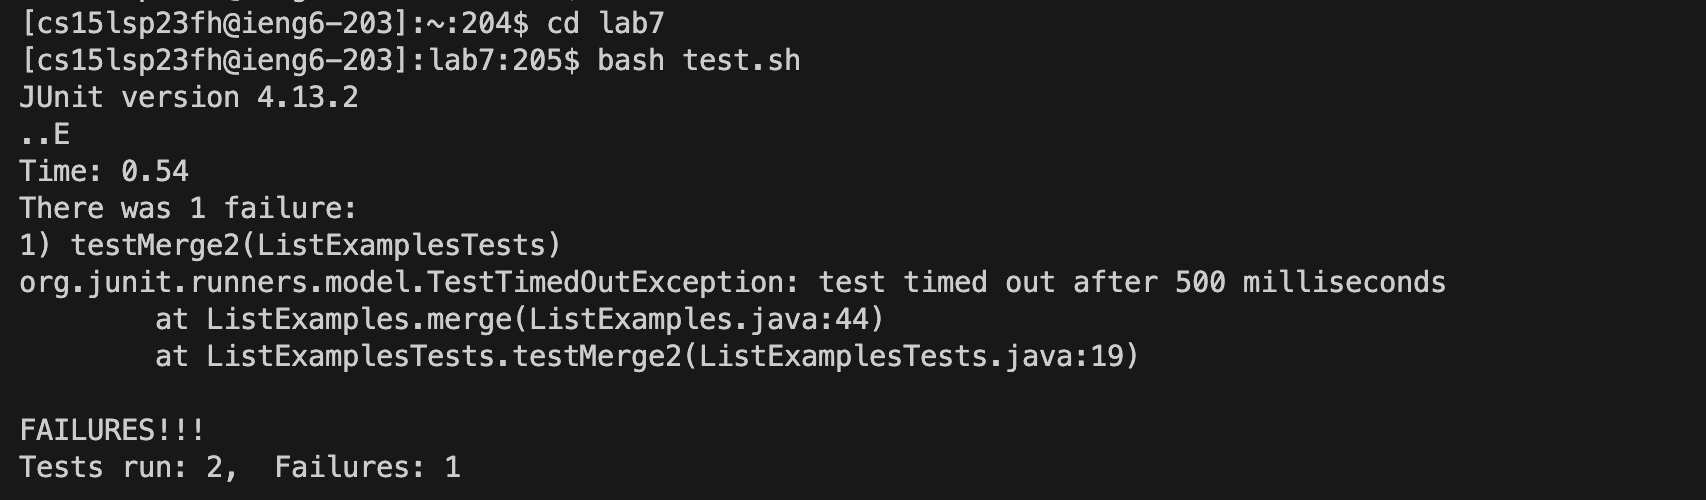 [cs15lsp23fh@ieng6-203]:~:204$ cd lab7
[cs15lsp23fh@ieng6-203]:lab7:205$ bash test.sh
JUnit version 4.13.2
..E
Time: 0.54
There was 1 failure:
1) testMerge2(ListExamplesTests)
org.junit.runners.model.TestTimedOutException: test timed out after 500 milliseconds
        at ListExamples.merge(ListExamples.java:44)
        at ListExamplesTests.testMerge2(ListExamplesTests.java:19)

FAILURES!!!
Tests run: 2,  Failures: 1